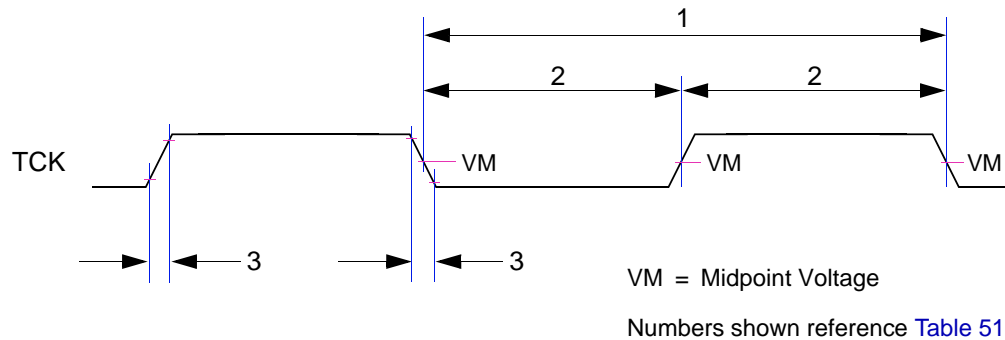 1
2 2
TCK VM VM VM
3 3
VM = Midpoint Voltage
Numbers shown reference Table 51